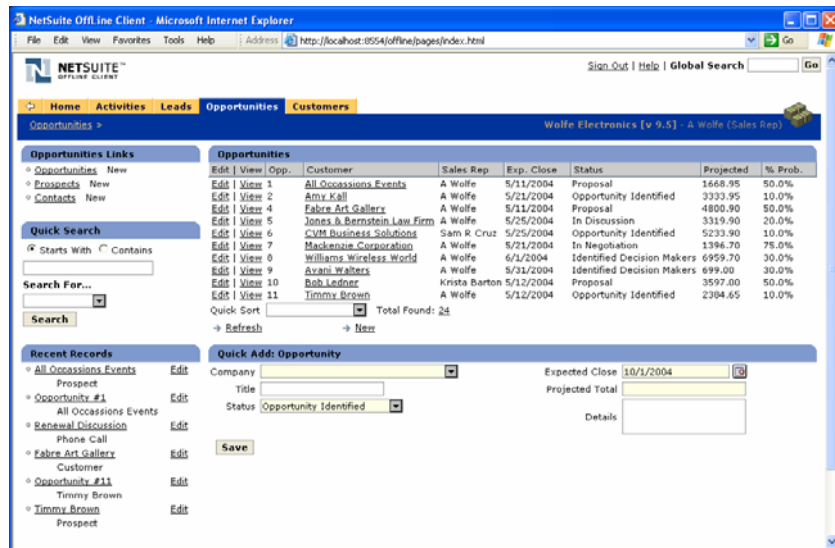 NetSuite OffLine Client - Microsoft Internet Explorer
File Edit View Favorites Tools Help Address http://localhost:8554/offline/pages/index.html Go
NETSUITE™
OFFLINE CLIENT
Sign Out | Help | Global Search Go
Home Activities Leads Opportunities Customers
Opportunities > Wolfe Electronics [v 9.5] - A Wolfe (Sales Rep)
Opportunities Links
Opportunities New
Prospects New
Contacts New
Quick Search
Starts With Contains
Search For...
Search
Opportunities
Edit | View Opp. Customer Sales Rep Exp. Close Status Projected % Prob.
Edit | View 1 All Occassions Events A Wolfe 5/11/2004 Proposal 1668.95 50.0%
Edit | View 2 Amy Kall A Wolfe 5/21/2004 Opportunity Identified 3333.95 10.0%
Edit | View 4 Fabre Art Gallery A Wolfe 5/11/2004 Proposal 4800.90 50.0%
Edit | View 5 Jones & Bernstein Law Firm A Wolfe 5/25/2004 In Discussion 3319.90 20.0%
Edit | View 6 CVM Business Solutions Sam R Cruz 5/25/2004 Opportunity Identified 5233.90 10.0%
Edit | View 7 Mackenzie Corporation A Wolfe 5/21/2004 In Negotiation 1396.70 75.0%
Edit | View 8 Williams Wireless World A Wolfe 6/1/2004 Identified Decision Makers 6959.70 30.0%
Edit | View 9 Avani Walters A Wolfe 5/31/2004 Identified Decision Makers 699.00 30.0%
Edit | View 10 Bob Ledner Krista Barton 5/12/2004 Proposal 3597.00 50.0%
Edit | View 11 Timmy Brown A Wolfe 5/12/2004 Opportunity Identified 2384.65 10.0%
Quick Sort Total Found: 24
Refresh New
Recent Records
All Occassions Events Edit
Prospect
Opportunity #1 Edit
All Occassions Events
Renewal Discussion Edit
Phone Call
Fabre Art Gallery Edit
Customer
Opportunity #11 Edit
Timmy Brown
Timmy Brown Edit
Prospect
Quick Add: Opportunity
Company Expected Close 10/1/2004
Title Projected Total
Status Opportunity Identified Details
Save